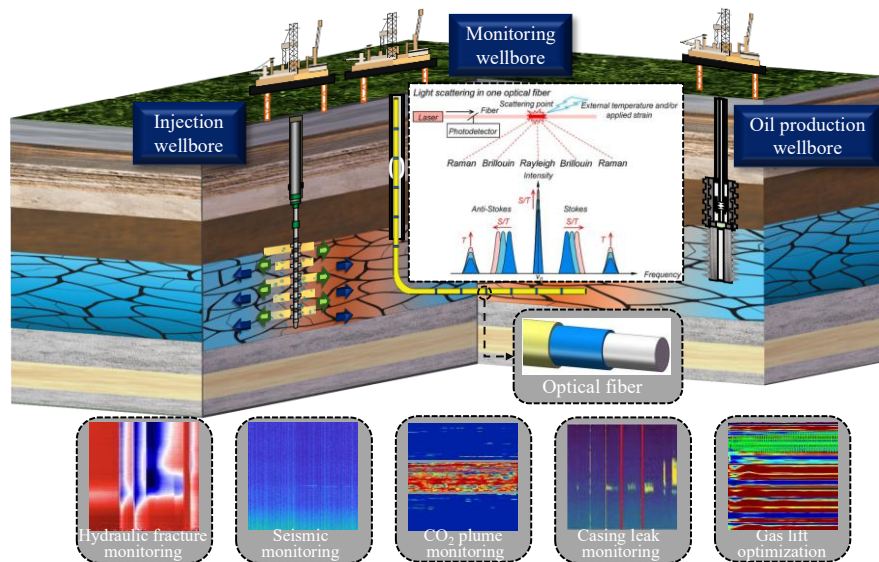 Monitoring
wellbore
Injection
wellbore
Oil production
wellbore
Light scattering in one optical fiber
Scattering point
Fiber
External temperature and/or
applied strain
Laser
Photodetector
Raman Brillouin Rayleigh Brillouin Raman
Intensity
Anti-Stokes
S/T
Stokes
S/T
S/T
T
T
Frequency
Optical fiber
Hydraulic fracture
monitoring
Seismic
monitoring
CO₂ plume
monitoring
Casing leak
monitoring
Gas lift
optimization